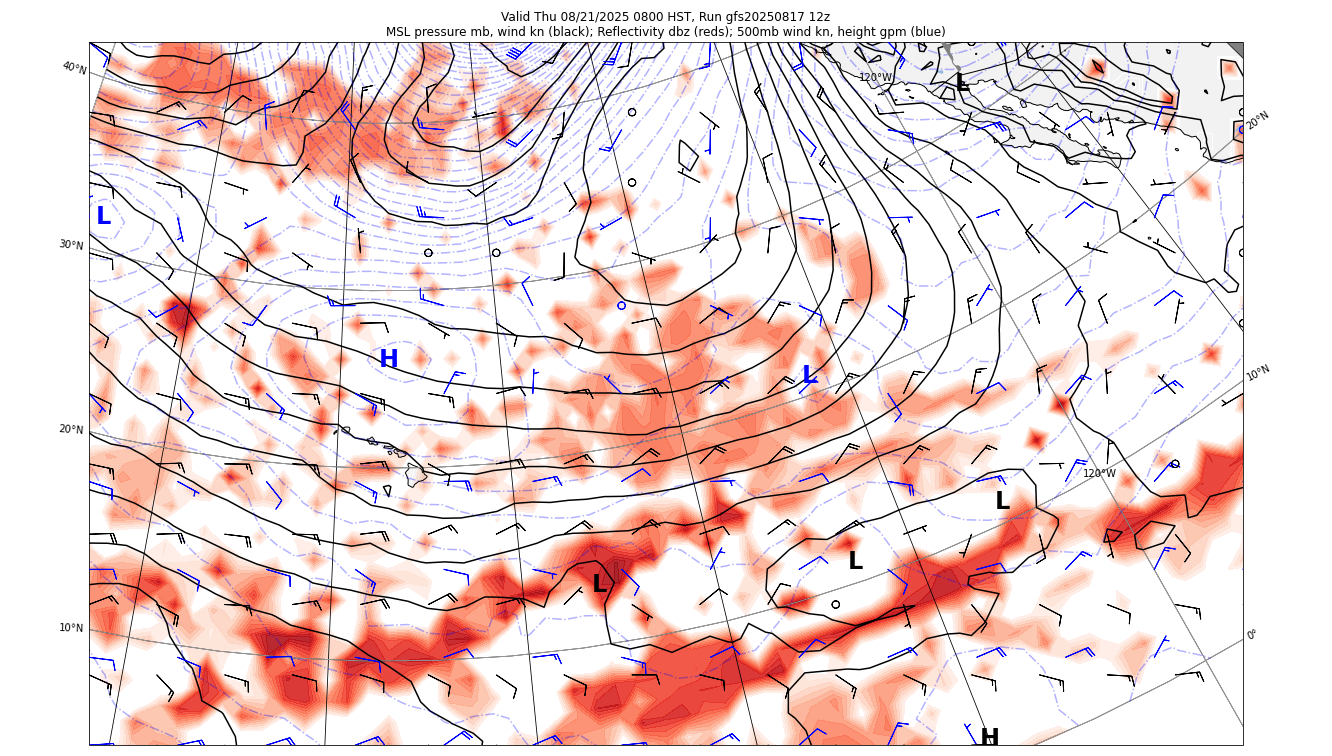 Valid Thu 08/21/2025 0800 HST, Run gfs20250817 12z
MSL pressure mb, wind kn (black); Reflectivity dbz (reds); 500mb wind kn, height gpm (blue)
40°N
120°W
L
20°N
L
30°N
H
L
10°N
20°N
120°W
L
L
L
10°N
0°
H